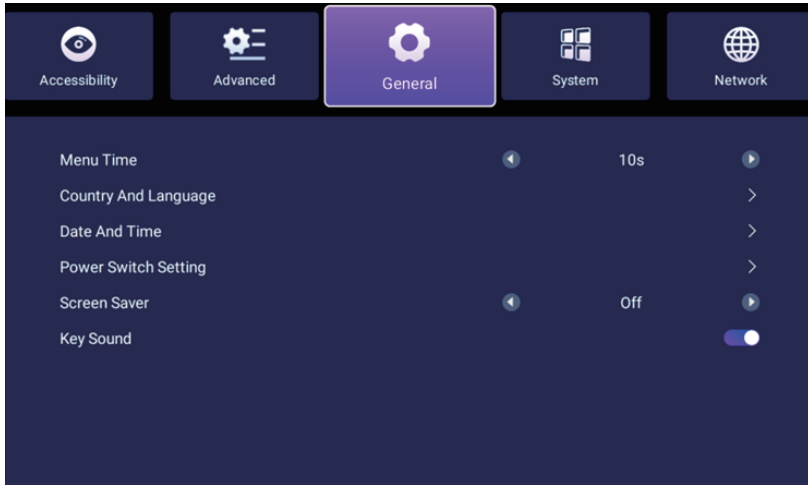 Accessibility
Advanced
General
System
Network
Menu Time 10s
Country And Language
Date And Time
Power Switch Setting
Screen Saver Off
Key Sound